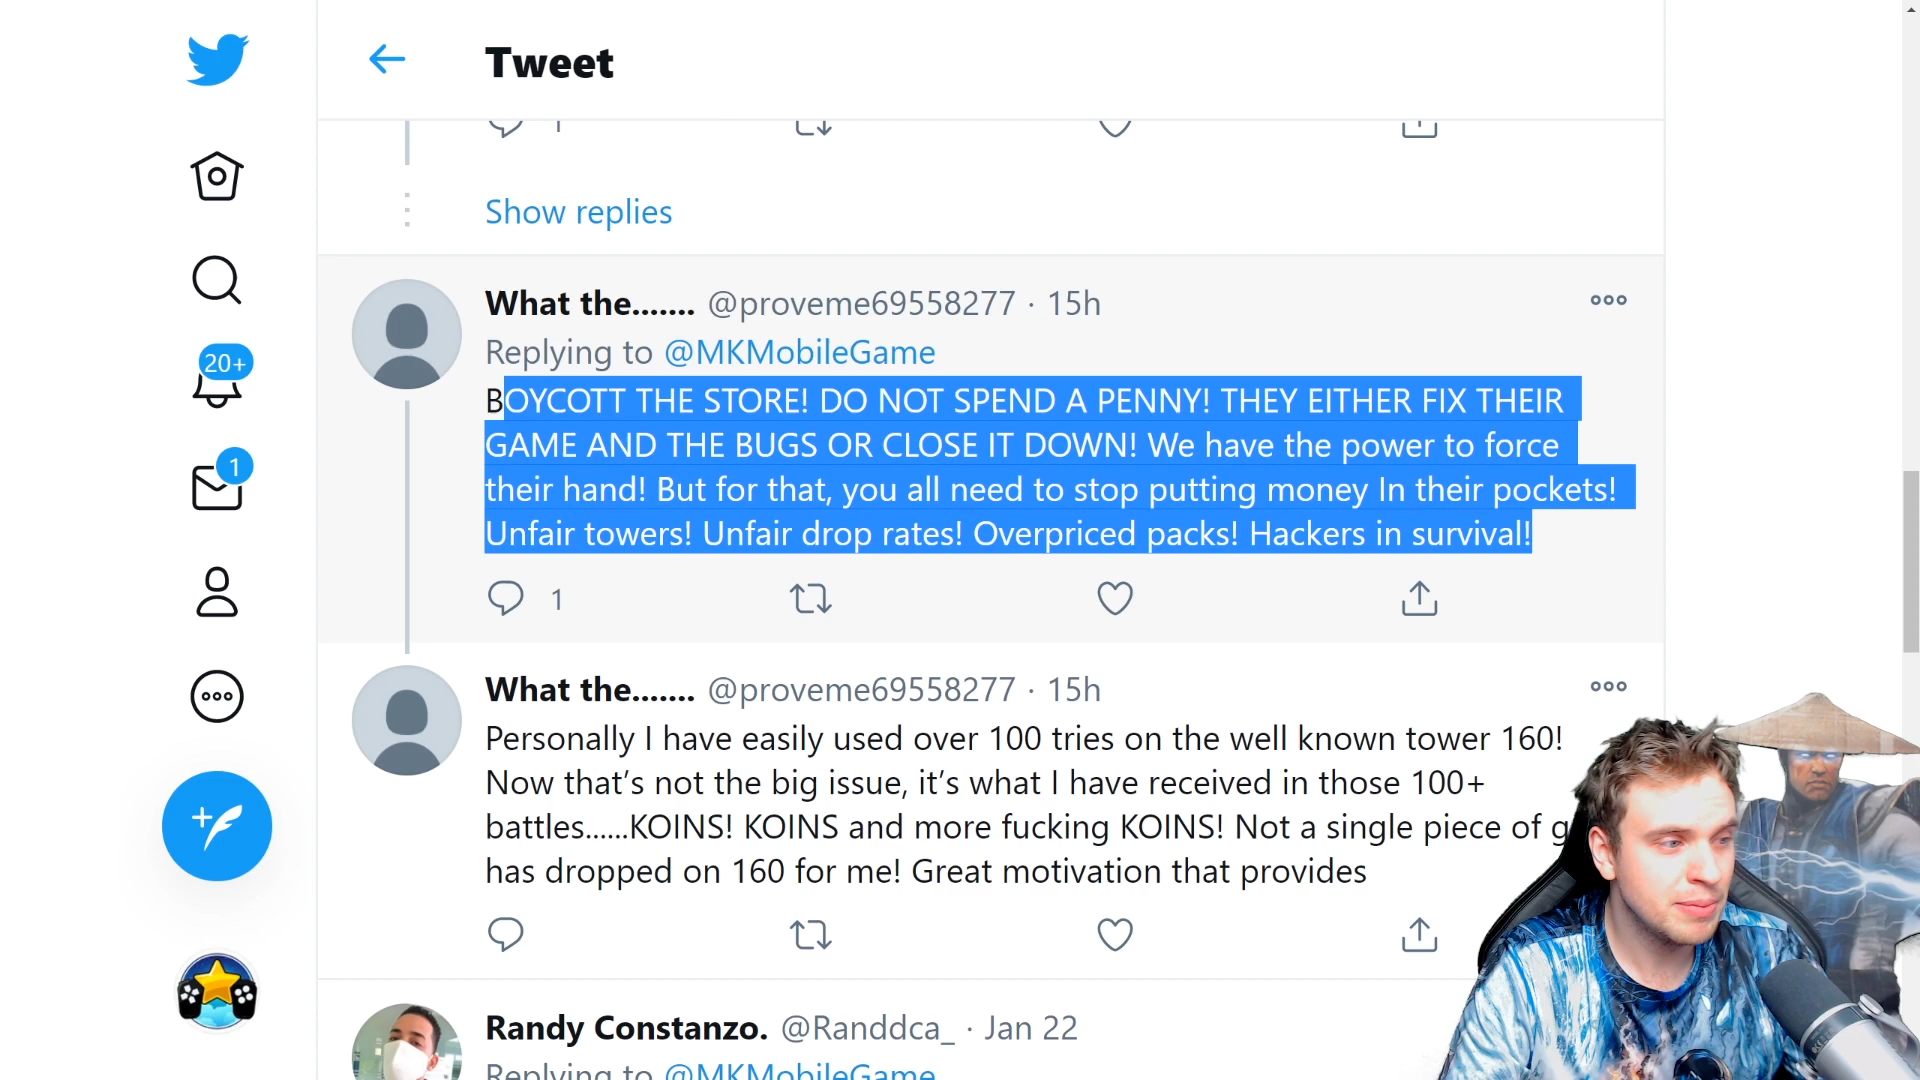 Tweet
1
Show replies
What the....... @proveme69558277 · 15h
Replying to @MKMobileGame
BOYCOTT THE STORE! DO NOT SPEND A PENNY! THEY EITHER FIX THEIR
GAME AND THE BUGS OR CLOSE IT DOWN! We have the power to force
their hand! But for that, you all need to stop putting money In their pockets!
Unfair towers! Unfair drop rates! Overpriced packs! Hackers in survival!
1
20+
1
What the....... @proveme69558277 · 15h
Personally I have easily used over 100 tries on the well known tower 160!
Now that’s not the big issue, it’s what I have received in those 100+
battles......KOINS! KOINS and more fucking KOINS! Not a single piece of g
has dropped on 160 for me! Great motivation that provides
Randy Constanzo. @Randdca_ · Jan 22
Replying to @MKMobileGame